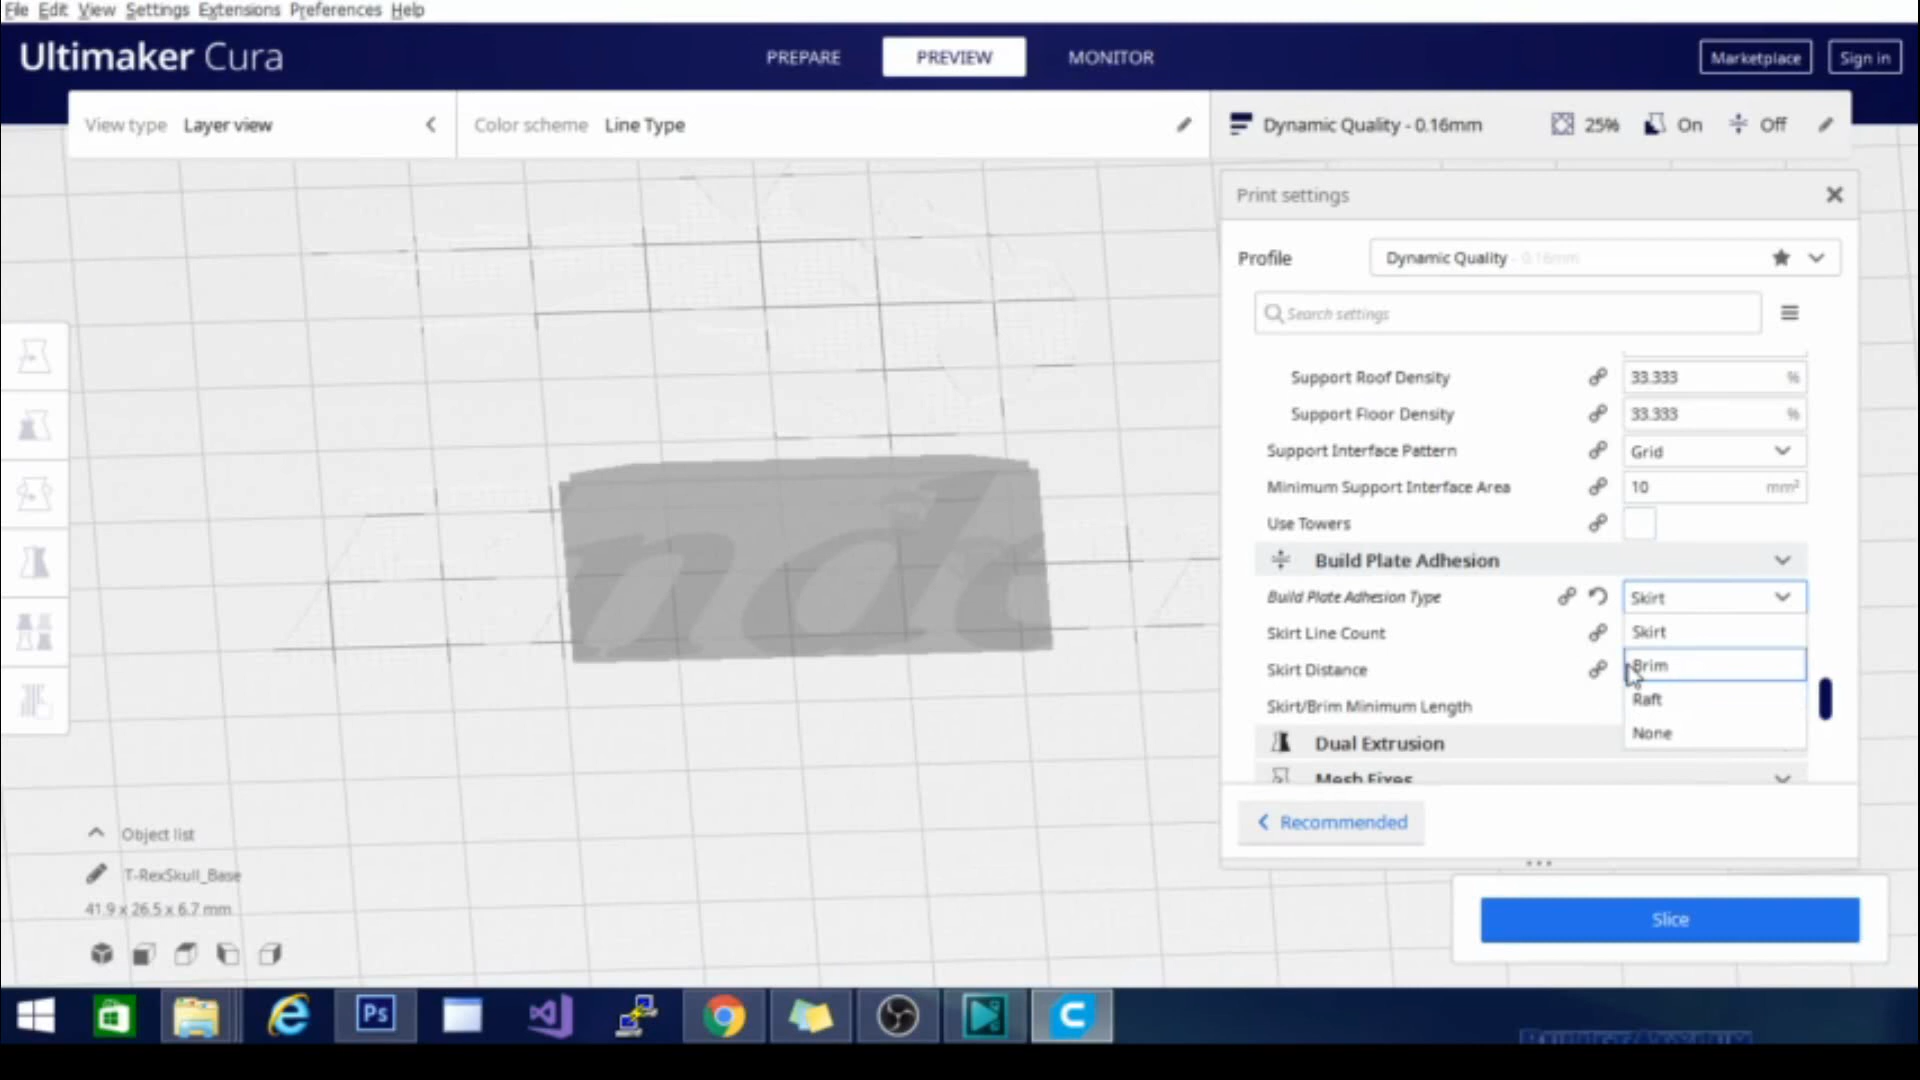 File Edit View Settings Extensions Preferences Help
Ultimaker Cura
PREPARE
PREVIEW
MONITOR
Marketplace
Sign in
View type Layer view
Color scheme Line Type
Dynamic Quality - 0.16mm
25%
On
Off
Print settings
Profile
Dynamic Quality - 0.16mm
Search settings
Support Roof Density 33.333 %
Support Floor Density 33.333 %
Support Interface Pattern Grid
Minimum Support Interface Area 10 mm²
Use Towers
Build Plate Adhesion
Build Plate Adhesion Type Skirt
Skirt Line Count Skirt
Skirt Distance Brim
Raft
Skirt/Brim Minimum Length
None
Dual Extrusion
Mesh Fixes
Recommended
Object list
T-RexSkull_Base
41.9 x 26.5 x 6.7 mm
Slice
Ps